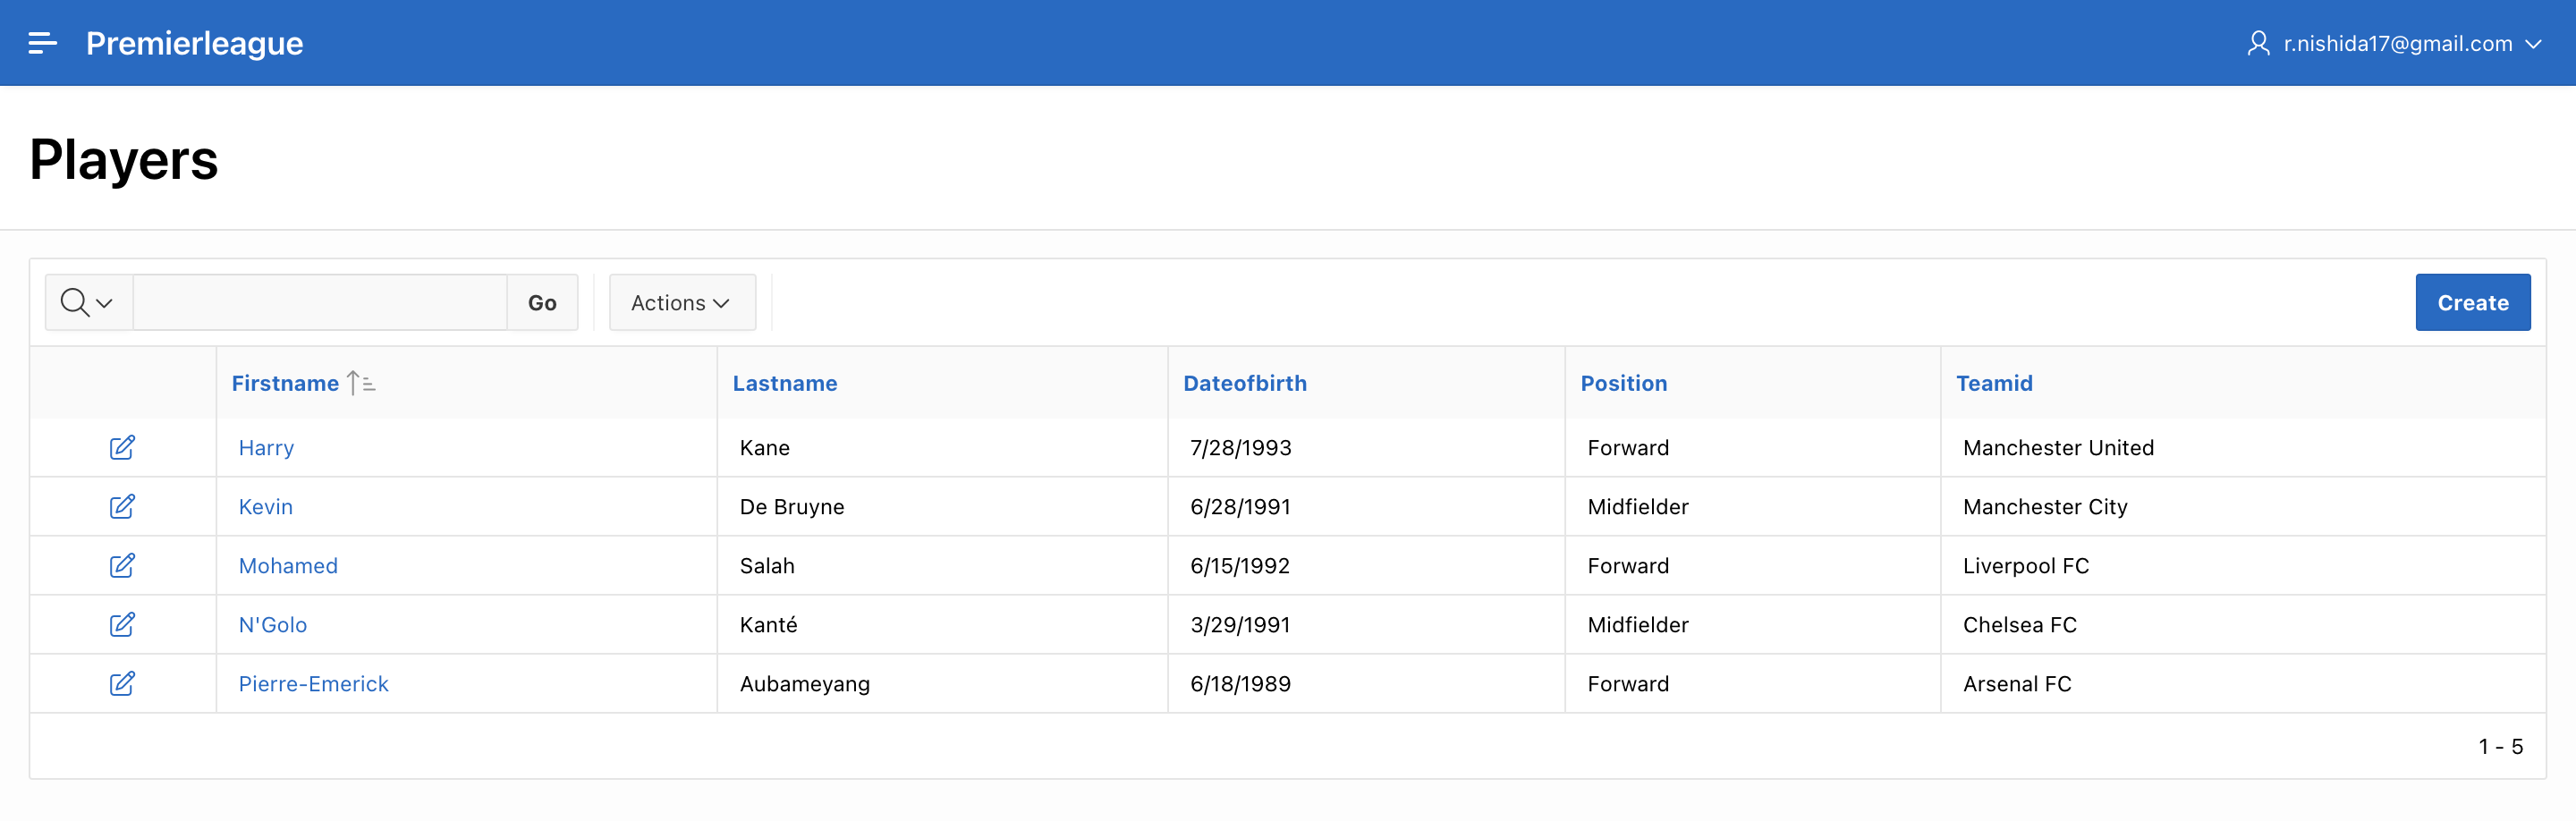 Premierleague r.nishida17@gmail.com
Players
Go Actions Create
Firstname Lastname Dateofbirth Position Teamid
Harry Kane 7/28/1993 Forward Manchester United
Kevin De Bruyne 6/28/1991 Midfielder Manchester City
Mohamed Salah 6/15/1992 Forward Liverpool FC
N'Golo Kanté 3/29/1991 Midfielder Chelsea FC
Pierre-Emerick Aubameyang 6/18/1989 Forward Arsenal FC
1 - 5